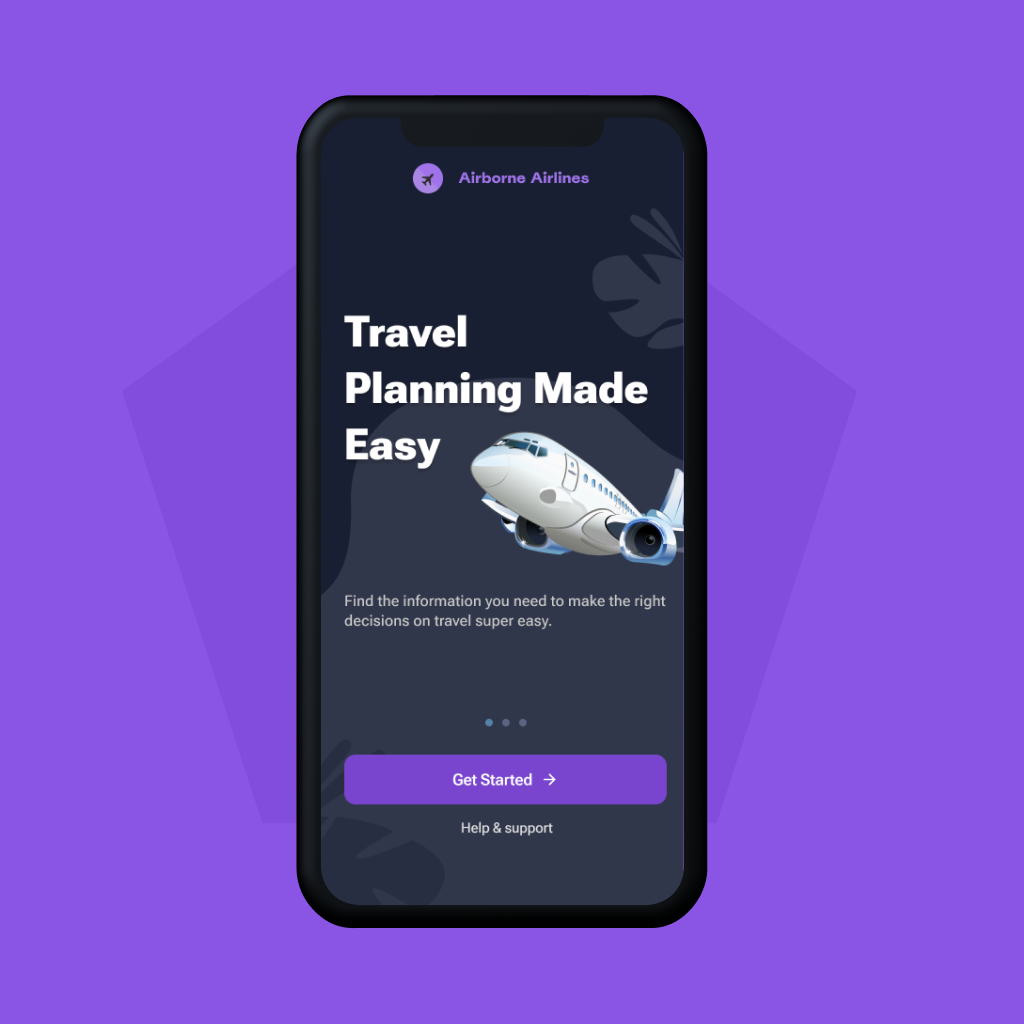 Airborne Airlines
Travel
Planning Made
Easy
Find the information you need to make the right
decisions on travel super easy.
Get Started →
Help & support